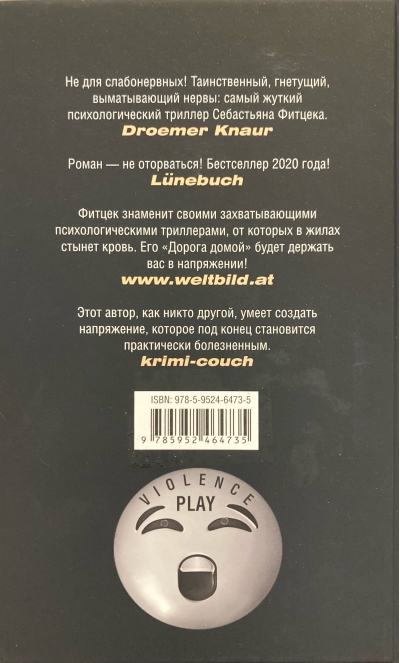 Не для слабонервных! Таинственный, гнетущий,
выматывающий нервы: самый жуткий
психологический триллер Себастьяна Фитцека.
Droemer Knaur
Роман — не оторваться! Бестселлер 2020 года!
Lünebuch
Фитцек знаменит своими захватывающими
психологическими триллерами, от которых в жилах
стынет кровь. Его «Дорога домой» будет держать
вас в напряжении!
www.weltbild.at
Этот автор, как никто другой, умеет создать
напряжение, которое под конец становится
практически болезненным.
krimi-couch
ISBN: 978-5-9524-6473-5
9 785952 464735
VIOLENCE
PLAY